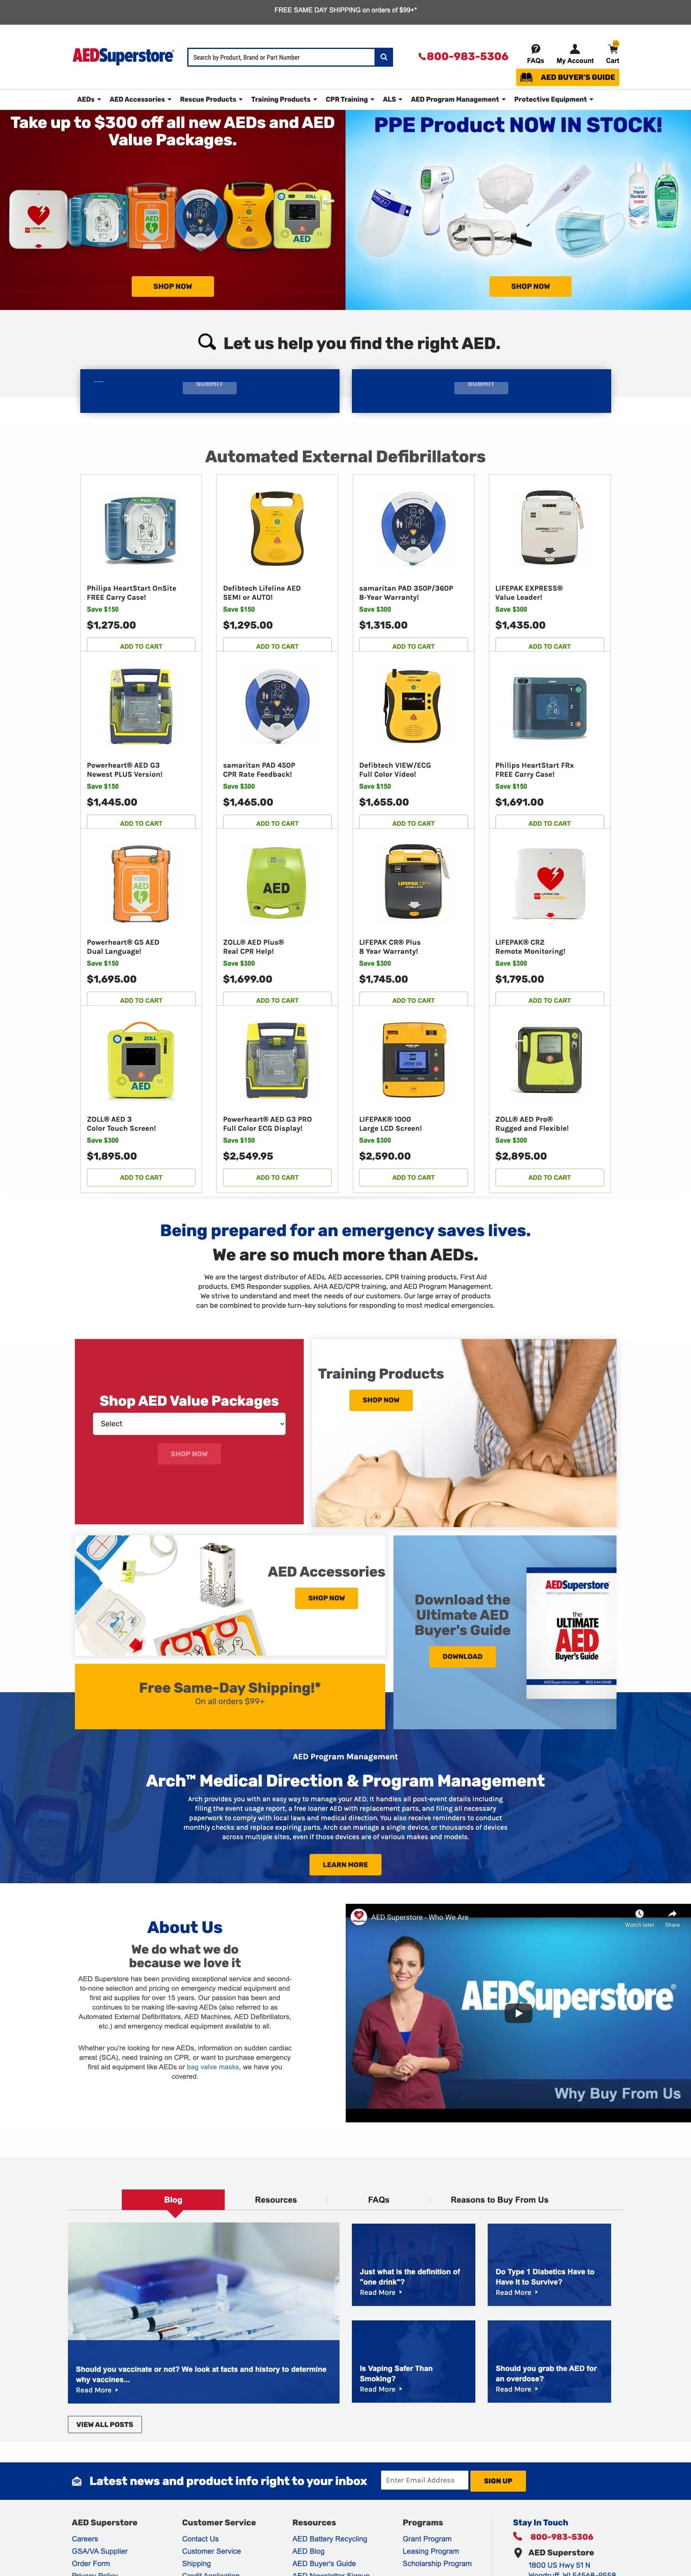 FREE SAME DAY SHIPPING on orders of $99+*
AEDSuperstore
Search by Product, Brand or Part Number
800-983-5306
FAQs
My Account
Cart
AED BUYER'S GUIDE
AEDs
AED Accessories
Rescue Products
Training Products
CPR Training
ALS
AED Program Management
Protective Equipment
Take up to $300 off all new AEDs and AED
Value Packages.
SHOP NOW
PPE Product NOW IN STOCK!
SHOP NOW
Let us help you find the right AED.
SUBMIT
SUBMIT
Automated External Defibrillators
Philips HeartStart OnSite
FREE Carry Case!
Save $150
$1,275.00
ADD TO CART
Defibtech Lifeline AED
SEMI or AUTO!
Save $150
$1,295.00
ADD TO CART
samaritan PAD 350P/360P
8-Year Warranty!
Save $300
$1,315.00
ADD TO CART
LIFEPAK EXPRESS®
Value Leader!
Save $300
$1,435.00
ADD TO CART
Powerheart® AED G3
Newest PLUS Version!
Save $150
$1,445.00
ADD TO CART
samaritan PAD 450P
CPR Rate Feedback!
Save $300
$1,465.00
ADD TO CART
Defibtech VIEW/ECG
Full Color Video!
Save $150
$1,655.00
ADD TO CART
Philips HeartStart FRx
FREE Carry Case!
Save $150
$1,691.00
ADD TO CART
Powerheart® G5 AED
Dual Language!
Save $150
$1,695.00
ADD TO CART
ZOLL® AED Plus®
Real CPR Help!
Save $300
$1,699.00
ADD TO CART
LIFEPAK CR® Plus
8 Year Warranty!
Save $300
$1,745.00
ADD TO CART
LIFEPAK® CR2
Remote Monitoring!
Save $300
$1,795.00
ADD TO CART
ZOLL® AED 3
Color Touch Screen!
Save $300
$1,895.00
ADD TO CART
Powerheart® AED G3 PRO
Full Color ECG Display!
Save $150
$2,549.95
ADD TO CART
LIFEPAK® 1000
Large LCD Screen!
Save $300
$2,590.00
ADD TO CART
ZOLL® AED Pro®
Rugged and Flexible!
Save $300
$2,895.00
ADD TO CART
Being prepared for an emergency saves lives.
We are so much more than AEDs.
We are the largest distributor of AEDs, AED accessories, CPR training products, First Aid
products, EMS Responder supplies, AHA AED/CPR training, and AED Program Management.
We strive to understand and meet the needs of our customers. Our large array of products
can be combined to provide turn-key solutions for responding to most medical emergencies.
Shop AED Value Packages
Select
SHOP NOW
Training Products
SHOP NOW
AED Accessories
SHOP NOW
Download the
Ultimate AED
Buyer's Guide
DOWNLOAD
AEDSuperstore
the
ULTIMATE
AED
Buyer's Guide
Free Same-Day Shipping!*
On all orders $99+
AED Program Management
Arch™ Medical Direction & Program Management
Arch provides you with an easy way to manage your AED. It handles all post-event details including
filing the event usage report, a free loaner AED with replacement parts, and filing all necessary
paperwork to comply with local laws and medical direction. You also receive reminders to conduct
monthly checks and replace expiring parts. Arch can manage a single device, or thousands of devices
across multiple sites, even if those devices are of various makes and models.
LEARN MORE
About Us
We do what we do
because we love it
AED Superstore has been providing exceptional service and second-
to-none selection and pricing on emergency medical equipment and
first aid supplies for over 15 years. Our passion has been and
continues to be making life-saving AEDs (also referred to as
Automated External Defibrillators, AED Machines, AED Defibrillators,
etc.) and emergency medical equipment available to all.
Whether you're looking for new AEDs, information on sudden cardiac
arrest (SCA), need training on CPR, or want to purchase emergency
first aid equipment like AEDs or bag valve masks, we have you
covered.
AED Superstore - Who We Are
Watch later
Share
AEDSuperstore®
Why Buy From Us
Blog
Resources
FAQs
Reasons to Buy From Us
Should you vaccinate or not? We look at facts and history to determine
why vaccines...
Read More
Just what is the definition of
"one drink"?
Read More
Do Type 1 Diabetics Have to
Have It to Survive?
Read More
Is Vaping Safer Than
Smoking?
Read More
Should you grab the AED for
an overdose?
Read More
VIEW ALL POSTS
Latest news and product info right to your inbox
Enter Email Address
SIGN UP
AED Superstore
Careers
GSA/VA Supplier
Order Form
Privacy Policy
Customer Service
Contact Us
Customer Service
Shipping
Credit Application
Resources
AED Battery Recycling
AED Blog
AED Buyer's Guide
AED Newsletter Signup
Programs
Grant Program
Leasing Program
Scholarship Program
Stay In Touch
800-983-5306
AED Superstore
1800 US Hwy 51 N
Woodruff, WI 54568-9558